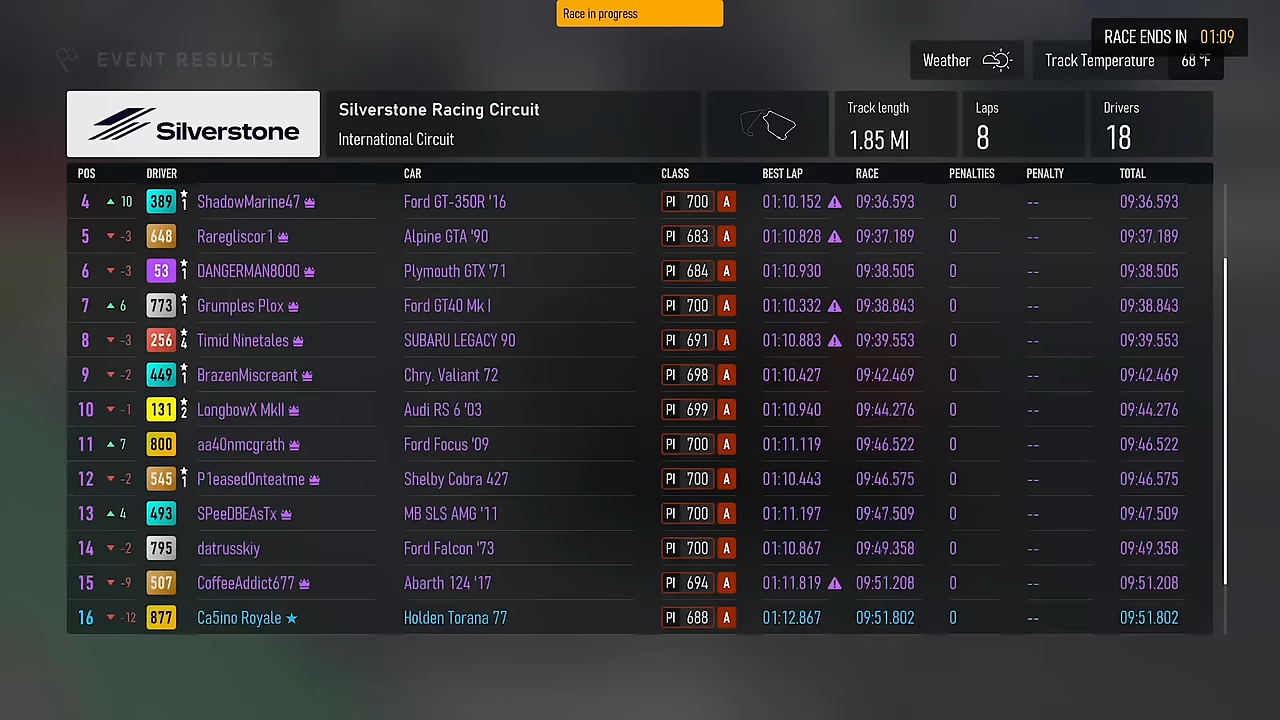 Race in progress
RACE ENDS IN 01:09
EVENT RESULTS
Weather
Track Temperature 68 °F
Silverstone
Silverstone Racing Circuit
International Circuit
Track length
1.85 MI
Laps
8
Drivers
18
POS DRIVER CAR CLASS BEST LAP RACE PENALTIES PENALTY TOTAL
4 10 389 1 ShadowMarine47 Ford GT-350R '16 PI 700 A 01:10.152 09:36.593 0 -- 09:36.593
5 -3 648 Raregliscor1 Alpine GTA '90 PI 683 A 01:10.828 09:37.189 0 -- 09:37.189
6 -3 53 1 DANGERMAN8000 Plymouth GTX '71 PI 684 A 01:10.930 09:38.505 0 -- 09:38.505
7 6 773 1 Grumples Plox Ford GT40 Mk I PI 700 A 01:10.332 09:38.843 0 -- 09:38.843
8 -3 256 4 Timid Ninetales SUBARU LEGACY 90 PI 691 A 01:10.883 09:39.553 0 -- 09:39.553
9 -2 449 1 BrazenMiscreant Chry. Valiant 72 PI 698 A 01:10.427 09:42.469 0 -- 09:42.469
10 -1 131 2 LongbowX MkII Audi RS 6 '03 PI 699 A 01:10.940 09:44.276 0 -- 09:44.276
11 7 800 aa40nmcgrath Ford Focus '09 PI 700 A 01:11.119 09:46.522 0 -- 09:46.522
12 -2 545 1 P1eased0nteatme Shelby Cobra 427 PI 700 A 01:10.443 09:46.575 0 -- 09:46.575
13 4 493 SPeeDBEAsTx MB SLS AMG '11 PI 700 A 01:11.197 09:47.509 0 -- 09:47.509
14 -2 795 datrusskiy Ford Falcon '73 PI 700 A 01:10.867 09:49.358 0 -- 09:49.358
15 -9 507 CoffeeAddict677 Abarth 124 '17 PI 694 A 01:11.819 09:51.208 0 -- 09:51.208
16 -12 877 Ca5ino Royale Holden Torana 77 PI 688 A 01:12.867 09:51.802 0 -- 09:51.802